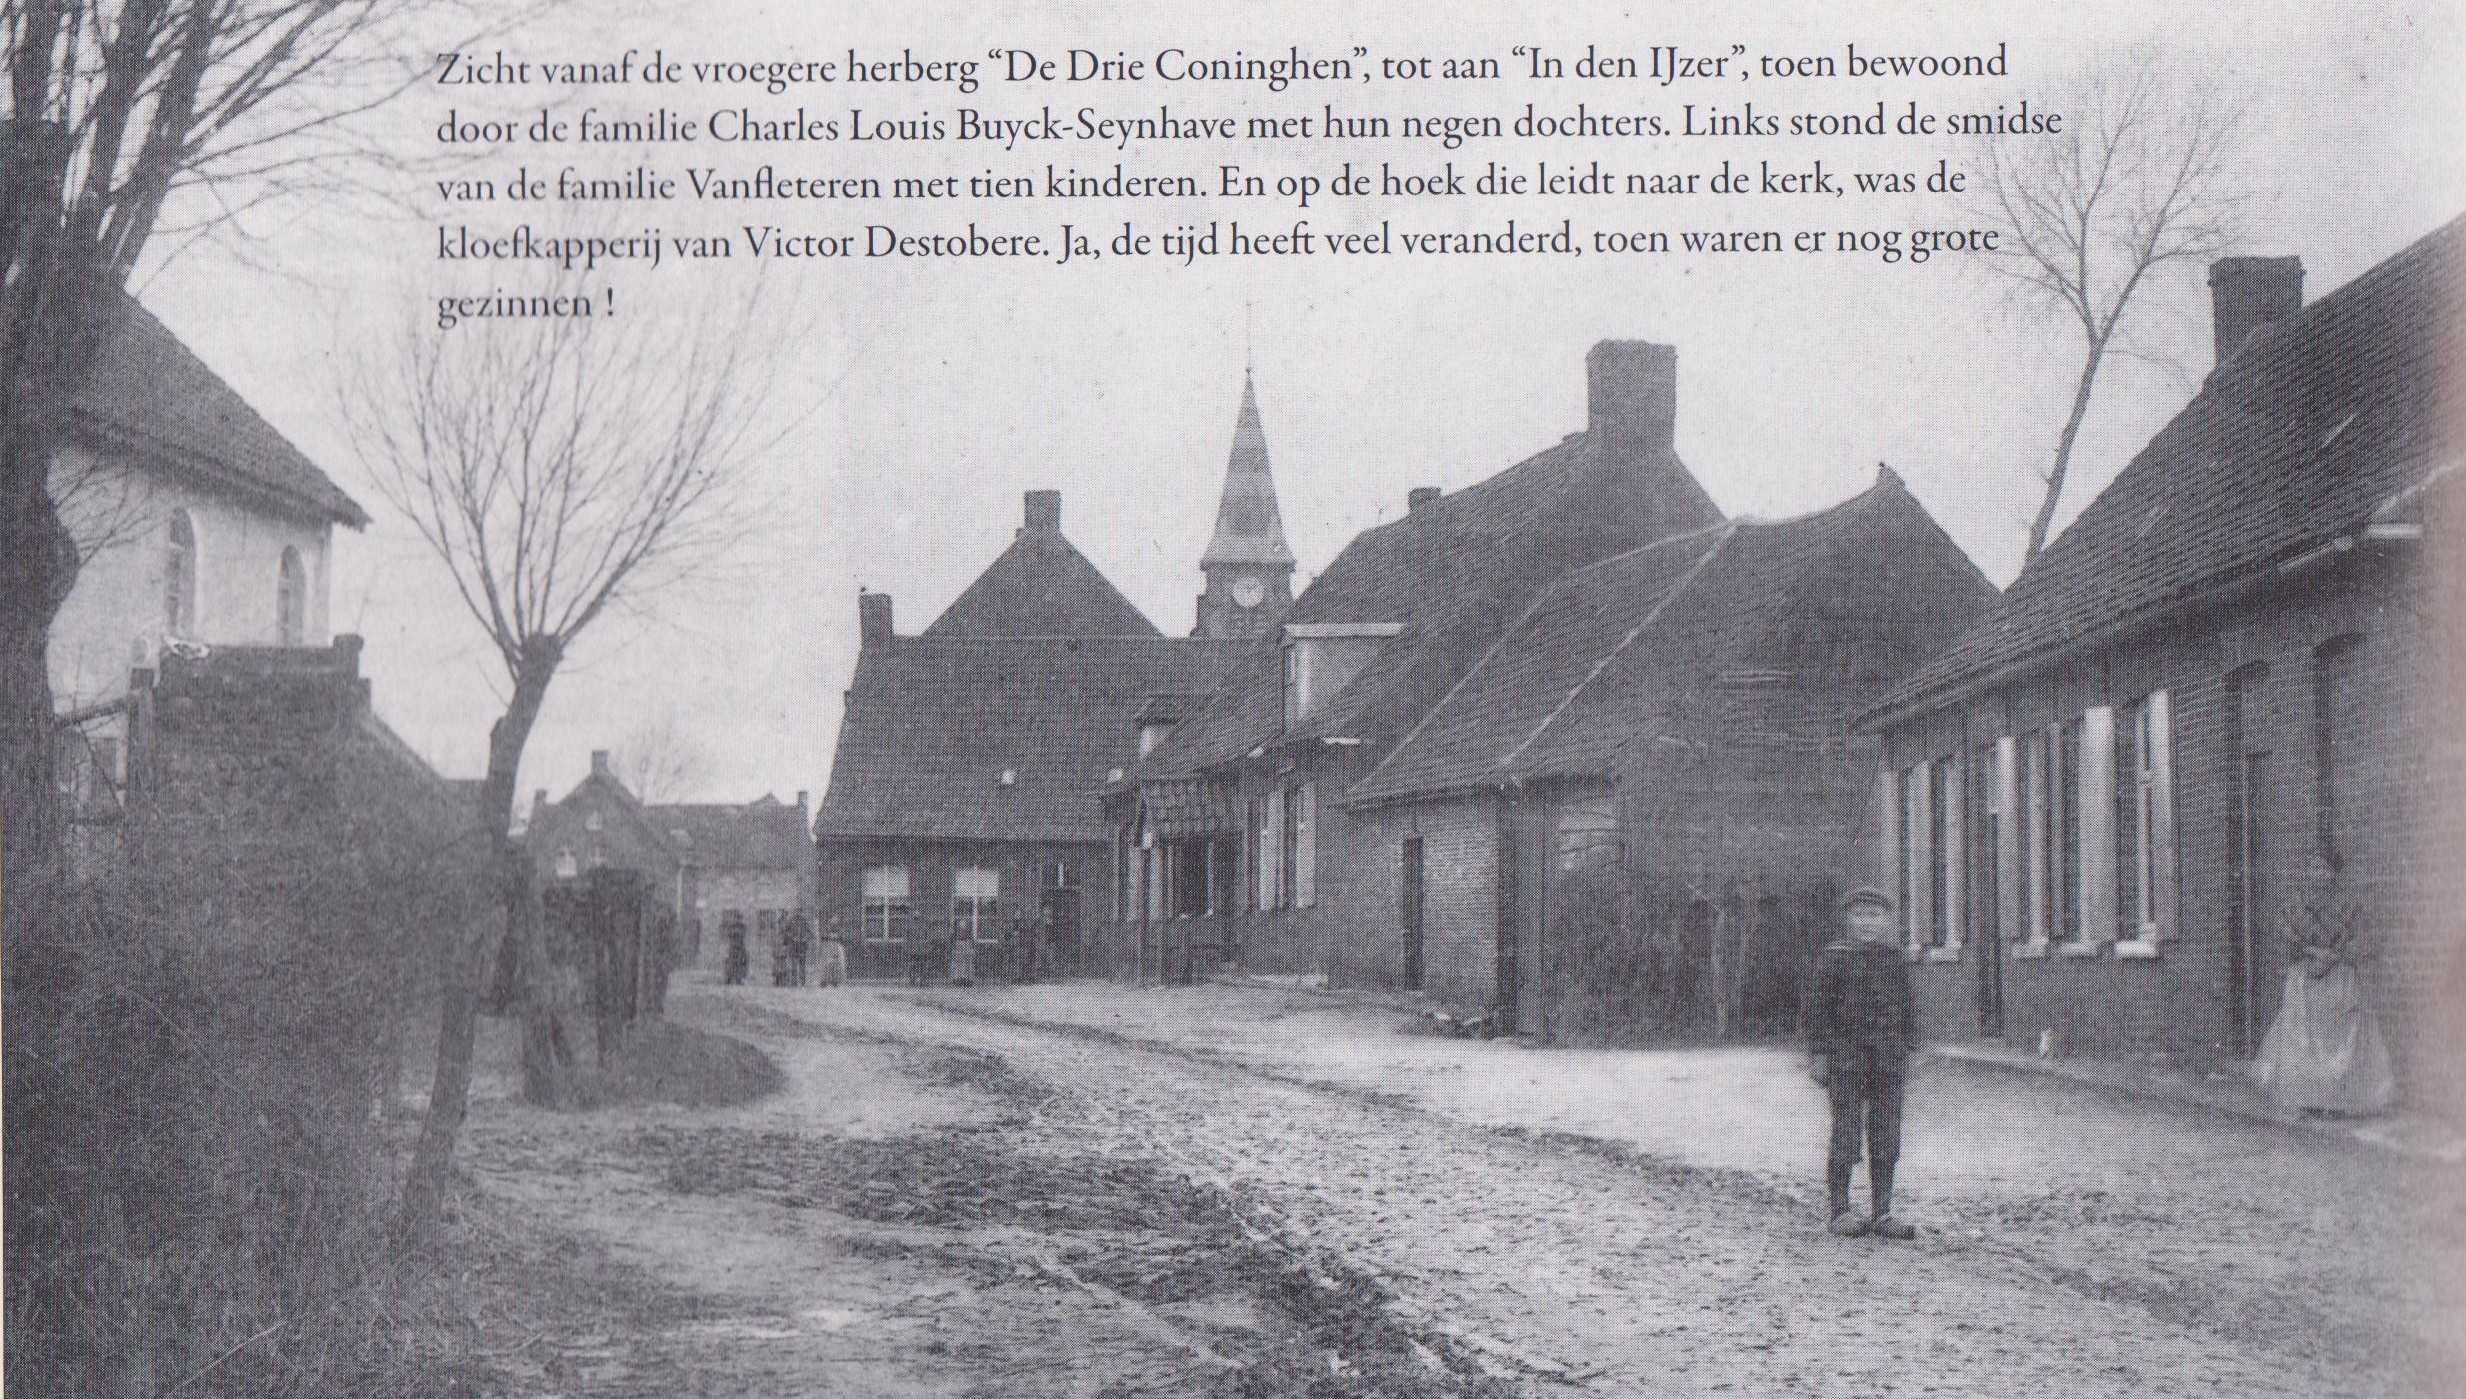 Zicht vanaf de vroegere herberg “De Drie Coninghen”, tot aan “In den IJzer”, toen bewoond
door de familie Charles Louis Buyck-Seynhave met hun negen dochters. Links stond de smidse
van de familie Vanfleteren met tien kinderen. En op de hoek die leidt naar de kerk, was de
kloefkapperij van Victor Destobere. Ja, de tijd heeft veel veranderd, toen waren er nog grote
gezinnen !